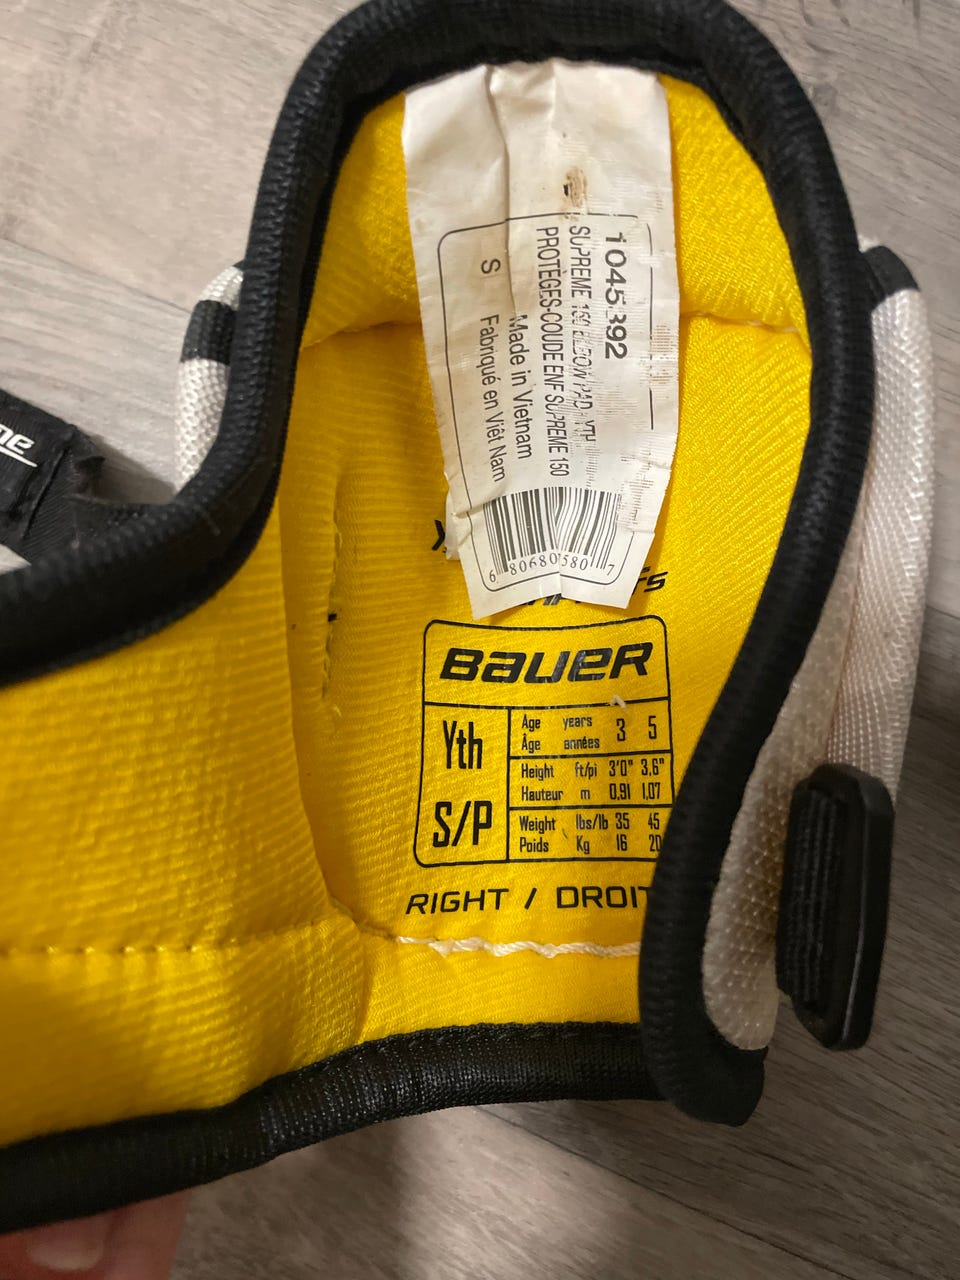 1045392
SUPREME 150 ELBOW PAD - YTH
PROTÈGES-COUDE ENF SUPREME 150
Made in Vietnam
S Fabriqué en Viêt Nam
BAUER
Yth
S/P
Age years 3 5
Âge années
Height ft/pi 3'0" 3,6"
Hauteur m 0,91 1,07
Weight lbs/lb 35 45
Poids Kg 16 20
RIGHT / DROIT